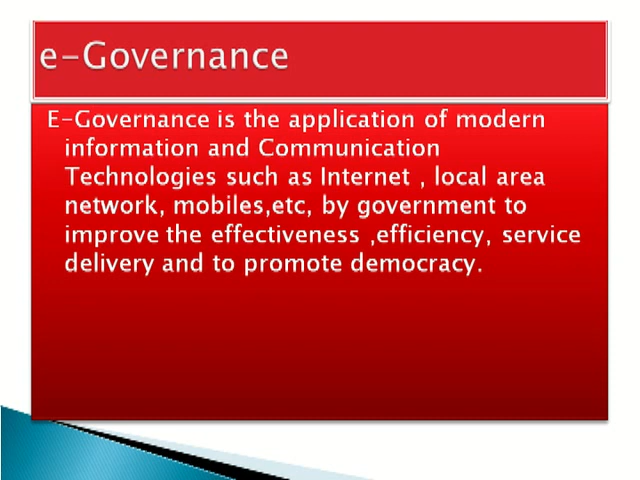 e-Governance
E-Governance is the application of modern
information and Communication
Technologies such as Internet , local area
network, mobiles,etc, by government to
improve the effectiveness ,efficiency, service
delivery and to promote democracy.